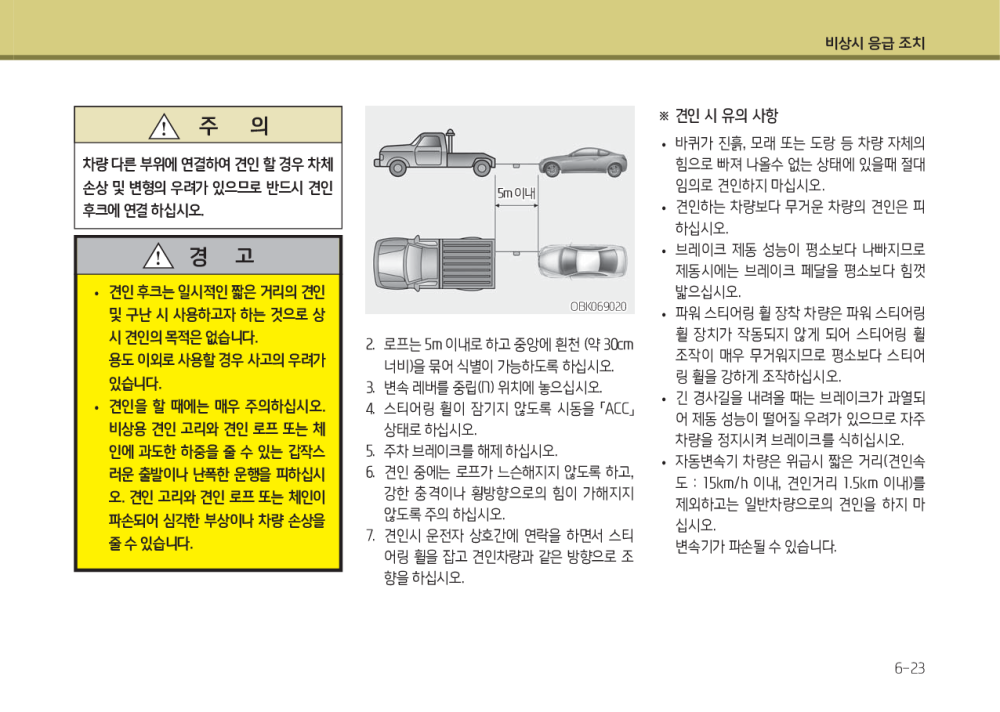 비상시 응급 조치
주 의
차량 다른 부위에 연결하여 견인 할 경우 차체
손상 및 변형의 우려가 있으므로 반드시 견인
후크에 연결 하십시오.
경 고
• 견인 후크는 일시적인 짧은 거리의 견인
및 구난 시 사용하고자 하는 것으로 상
시 견인의 목적은 없습니다.
용도 이외로 사용할 경우 사고의 우려가
있습니다.
• 견인을 할 때에는 매우 주의하십시오.
비상용 견인 고리와 견인 로프 또는 체
인에 과도한 하중을 줄 수 있는 갑작스
러운 출발이나 난폭한 운행을 피하십시
오. 견인 고리와 견인 로프 또는 체인이
파손되어 심각한 부상이나 차량 손상을
줄 수 있습니다.
5m 이내
OBK069020
2. 로프는 5m 이내로 하고 중앙에 흰천 (약 30cm
너비)을 묶어 식별이 가능하도록 하십시오.
3. 변속 레버를 중립(N) 위치에 놓으십시오.
4. 스티어링 휠이 잠기지 않도록 시동을 「ACC」
상태로 하십시오.
5. 주차 브레이크를 해제 하십시오.
6. 견인 중에는 로프가 느슨해지지 않도록 하고,
강한 충격이나 횡방향으로의 힘이 가해지지
않도록 주의 하십시오.
7. 견인시 운전자 상호간에 연락을 하면서 스티
어링 휠을 잡고 견인차량과 같은 방향으로 조
향을 하십시오.
※ 견인 시 유의 사항
• 바퀴가 진흙, 모래 또는 도랑 등 차량 자체의
힘으로 빠져 나올수 없는 상태에 있을때 절대
임의로 견인하지 마십시오.
• 견인하는 차량보다 무거운 차량의 견인은 피
하십시오.
• 브레이크 제동 성능이 평소보다 나빠지므로
제동시에는 브레이크 페달을 평소보다 힘껏
밟으십시오.
• 파워 스티어링 휠 장착 차량은 파워 스티어링
휠 장치가 작동되지 않게 되어 스티어링 휠
조작이 매우 무거워지므로 평소보다 스티어
링 휠을 강하게 조작하십시오.
• 긴 경사길을 내려올 때는 브레이크가 과열되
어 제동 성능이 떨어질 우려가 있으므로 자주
차량을 정지시켜 브레이크를 식히십시오.
• 자동변속기 차량은 위급시 짧은 거리(견인속
도 : 15km/h 이내, 견인거리 1.5km 이내)를
제외하고는 일반차량으로의 견인을 하지 마
십시오.
변속기가 파손될 수 있습니다.
6-23